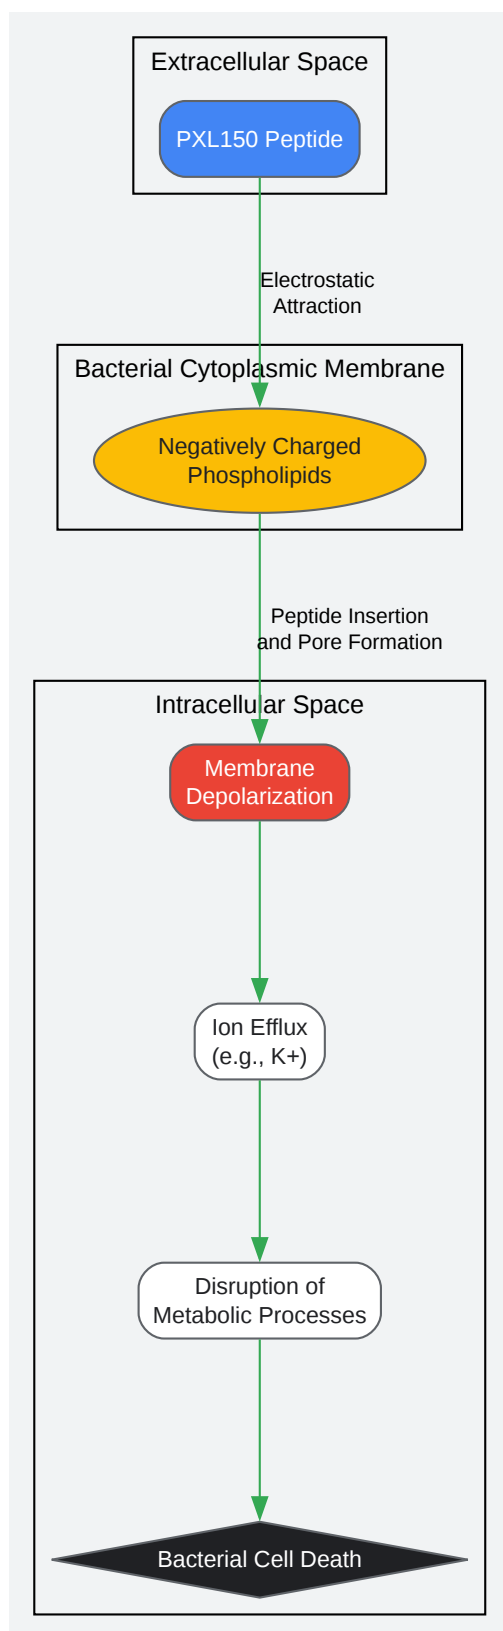 Extracellular Space
PXL150 Peptide
Electrostatic
Attraction
Bacterial Cytoplasmic Membrane
Negatively Charged
Phospholipids
Peptide Insertion
and Pore Formation
Intracellular Space
Membrane
Depolarization
Ion Efflux
(e.g., K+)
Disruption of
Metabolic Processes
Bacterial Cell Death